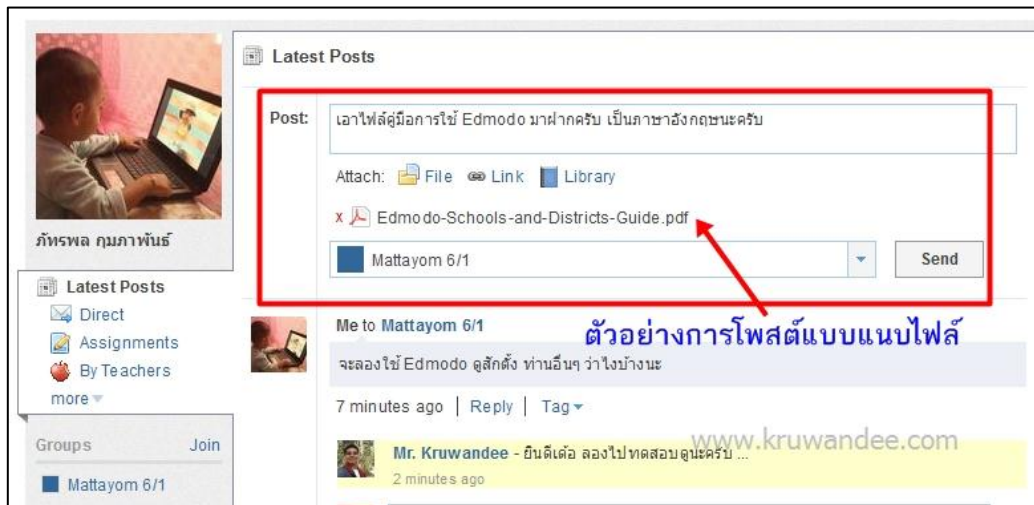 Latest Posts
Post:
เอาไฟล์คู่มือการใช้ Edmodo มาฝากครับ เป็นภาษาอังกฤษนะครับ
Attach: File Link Library
x Edmodo-Schools-and-Districts-Guide.pdf
Mattayom 6/1
Send
ภัทรพล กุมภาพันธ์
Latest Posts
Direct
Assignments
By Teachers
more
Groups Join
Mattayom 6/1
Me to Mattayom 6/1
ตัวอย่างการโพสต์แบบแนบไฟล์
จะลองใช้ Edmodo ดูสักตั้ง ท่านอื่นๆ ว่าไงบ้างนะ
7 minutes ago | Reply | Tag
www.kruwandee.com
Mr. Kruwandee - ยินดีเด้อ ลองไปทดสอบดูนะครับ ...
2 minutes ago